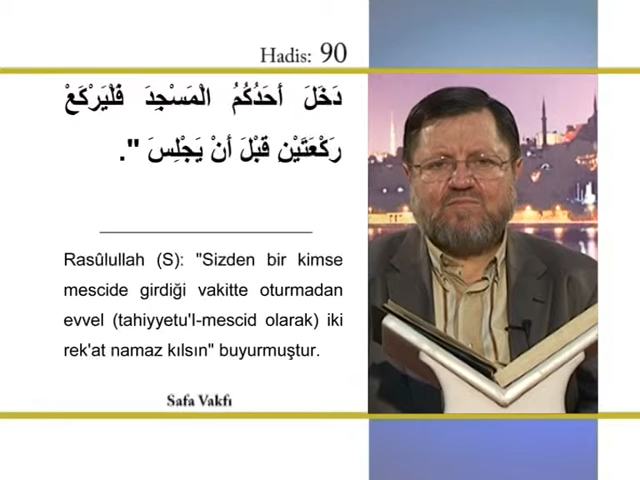 Hadis: 90
دَخَلَ أَحَدُكُمُ الْمَسْجِدَ فَلْيَرْكَعْ
رَكْعَتَيْنِ قَبْلَ أَنْ يَجْلِسَ ".
Rasûlullah (S): "Sizden bir kimse
mescide girdiği vakitte oturmadan
evvel (tahiyyetu'l-mescid olarak) iki
rek'at namaz kılsın" buyurmuştur.
Safa Vakfı